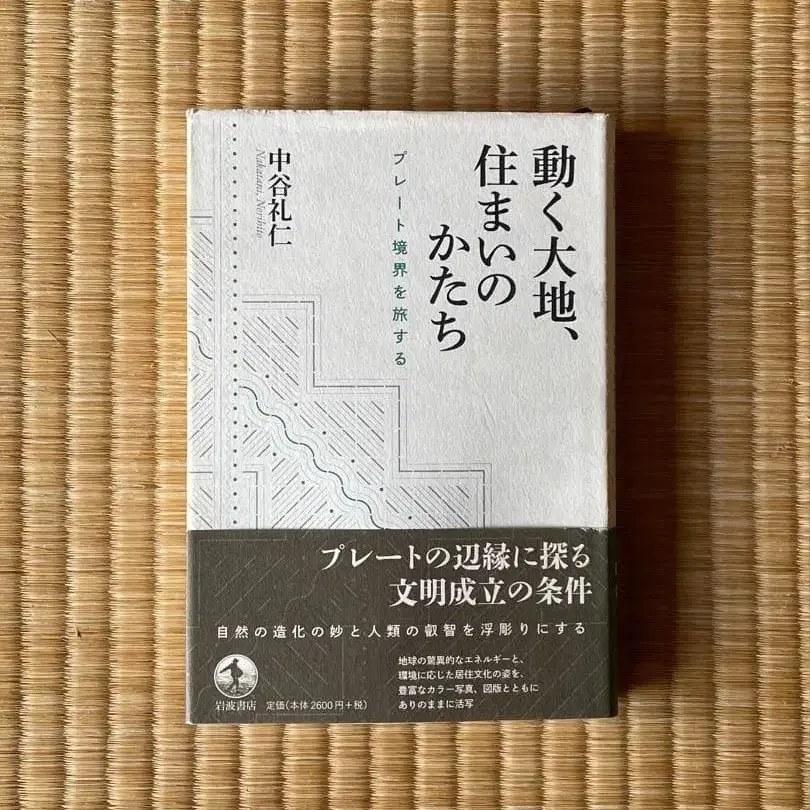 動く大地、
住まいの
かたち
プレート境界を旅する
中谷礼仁
Nakatani, Norihito
プレートの辺縁に探る
文明成立の条件
自然の造化の妙と人類の叡智を浮彫りにする
地球の驚異的なエネルギーと、
環境に応じた居住文化の姿を、
豊富なカラー写真、図版とともに
ありのままに活写
岩波書店
定価(本体2600円+税)